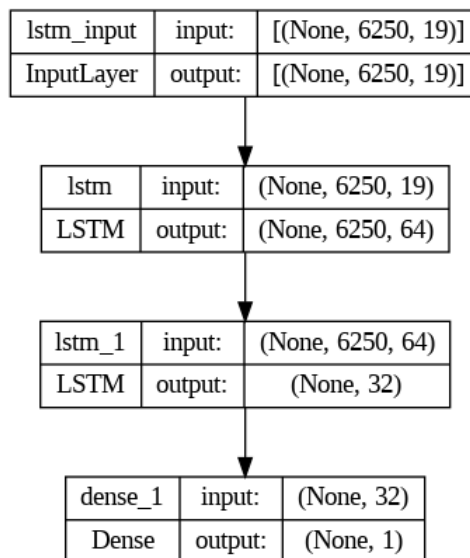 lstm_input input: [(None, 6250, 19)]
InputLayer output: [(None, 6250, 19)]
lstm input: (None, 6250, 19)
LSTM output: (None, 6250, 64)
lstm_1 input: (None, 6250, 64)
LSTM output: (None, 32)
dense_1 input: (None, 32)
Dense output: (None, 1)